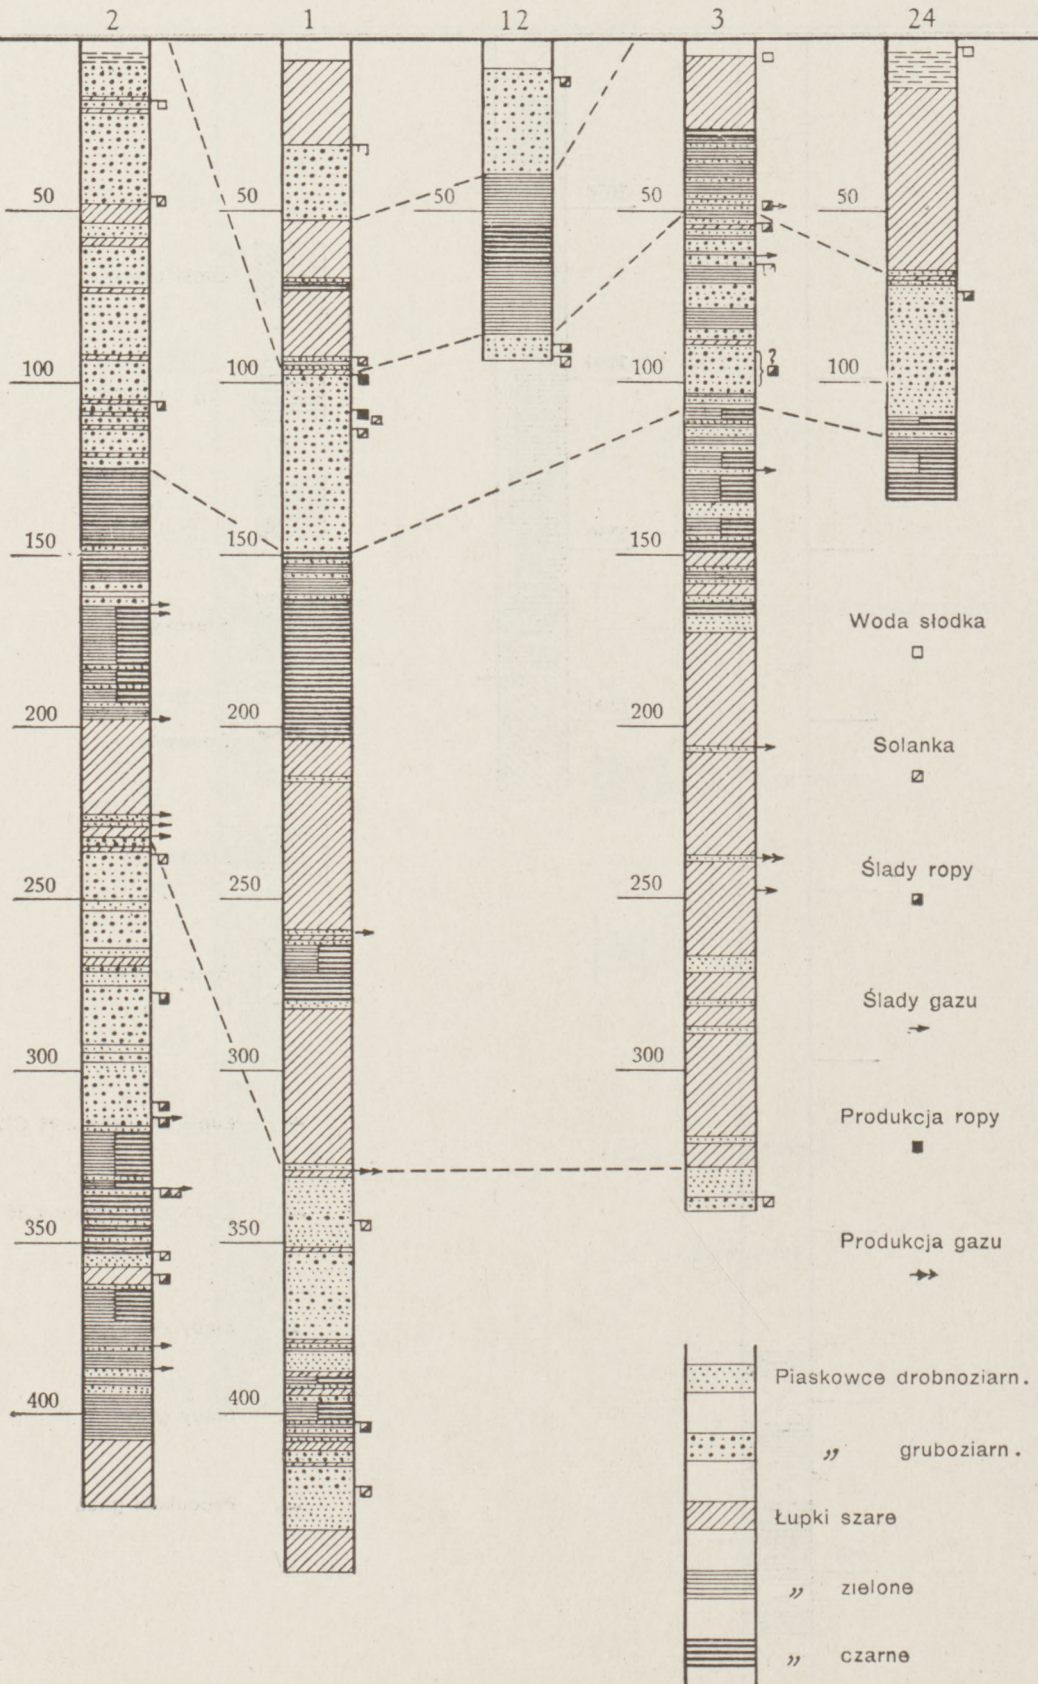 2 1 12 3 24
50 50 50 50 50
100 100 100 100
150 150 150
200 200 200
250 250 250
300 300 300
350 350
400 400
?
Woda słodka
Solanka
Ślady ropy
Ślady gazu
Produkcja ropy
Produkcja gazu
Piaskowce drobnoziarn.
„ gruboziarn.
Łupki szare
„ zielone
„ czarne